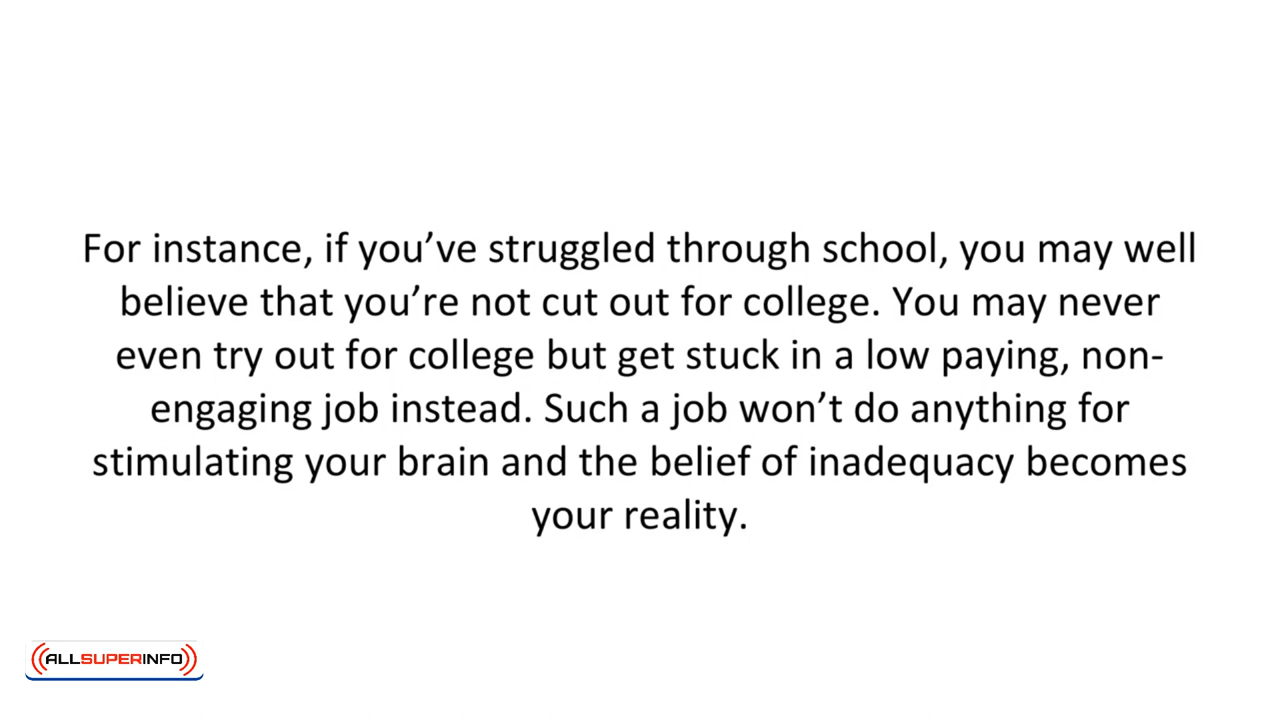 For instance, if you’ve struggled through school, you may well
believe that you’re not cut out for college. You may never
even try out for college but get stuck in a low paying, non-
engaging job instead. Such a job won’t do anything for
stimulating your brain and the belief of inadequacy becomes
your reality.
ALLSUPERINFO